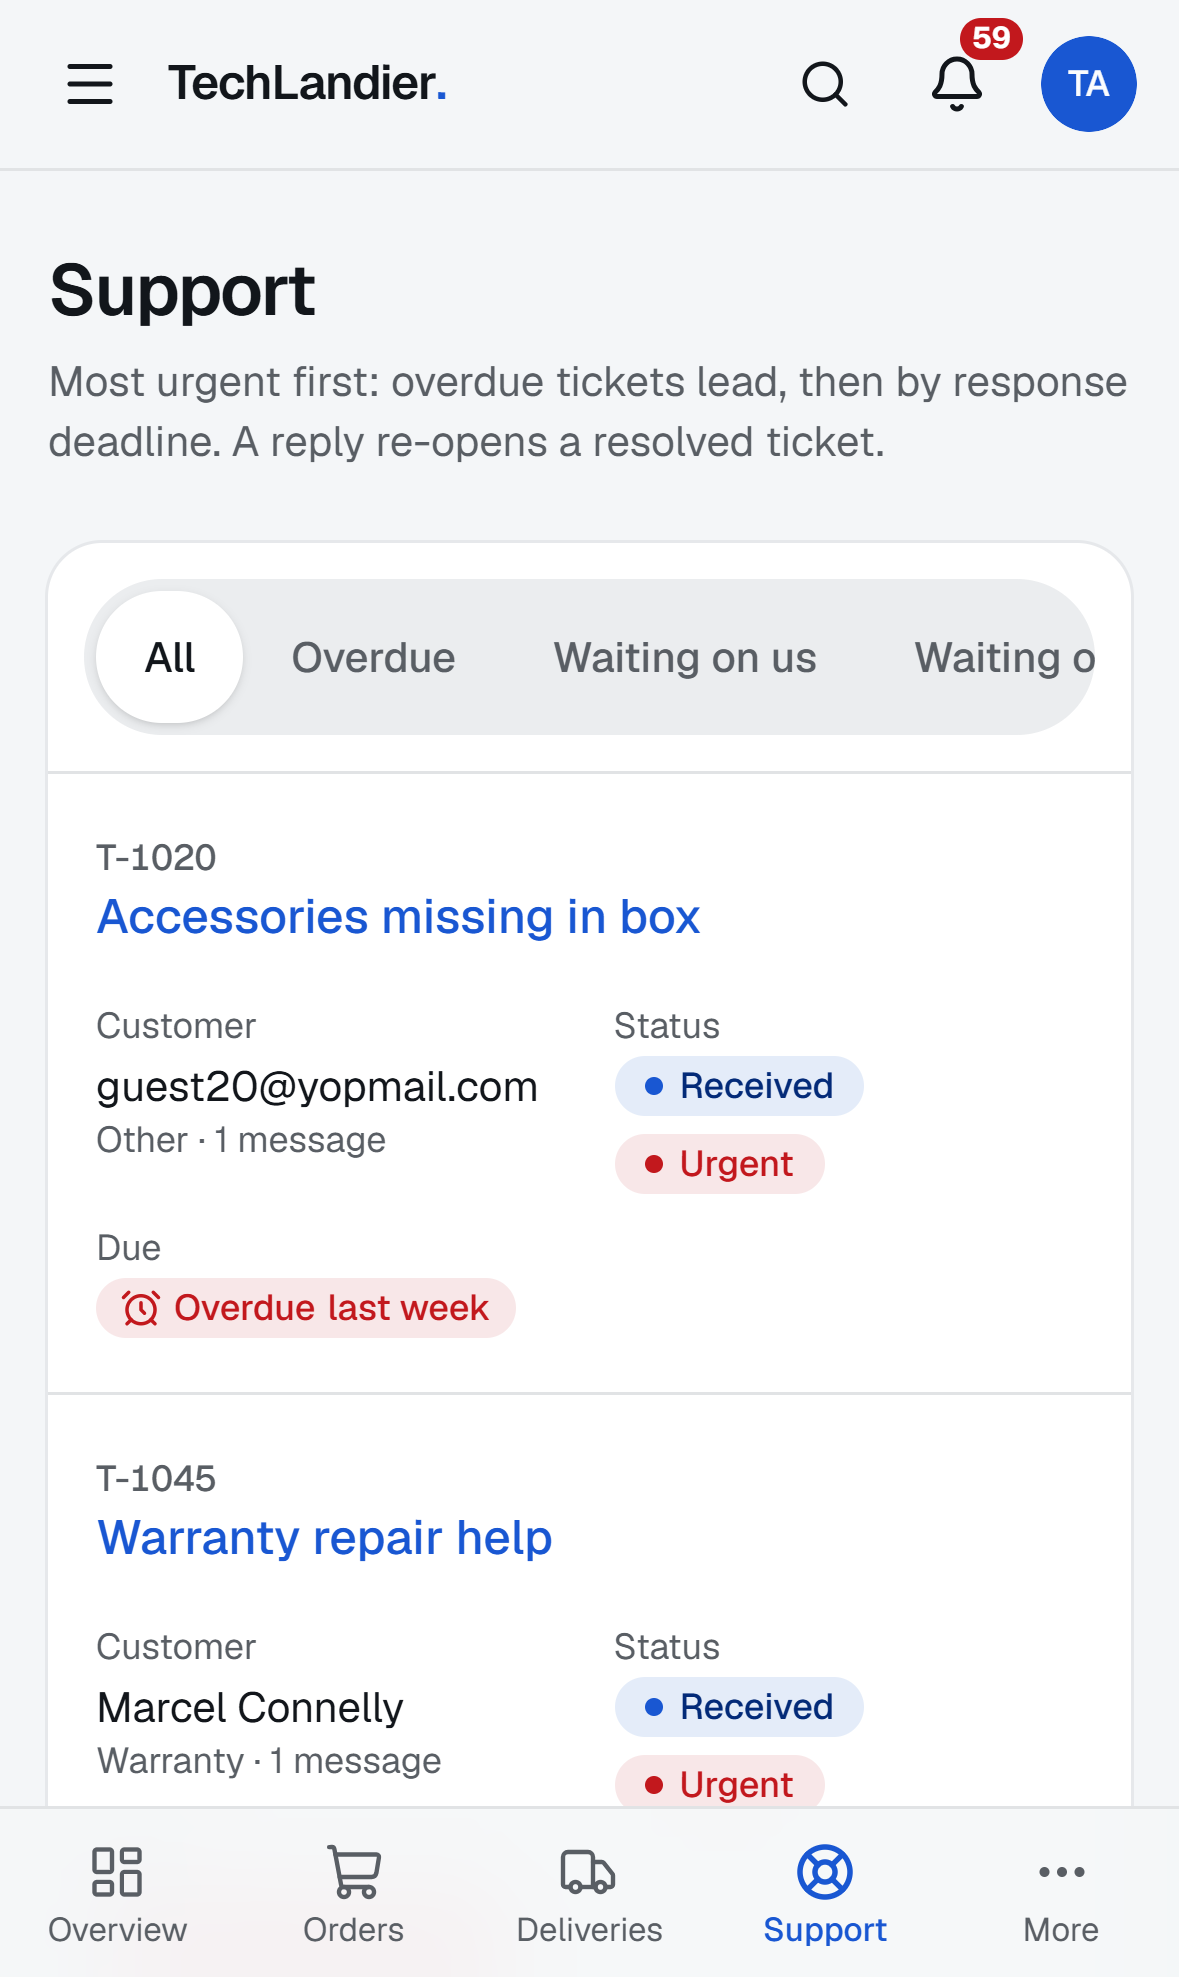 TechLandier.
59
TA
Support
Most urgent first: overdue tickets lead, then by response
deadline. A reply re-opens a resolved ticket.
All
Overdue
Waiting on us
Waiting o
T-1020
Accessories missing in box
Customer
Status
guest20@yopmail.com
Received
Other · 1 message
Urgent
Due
Overdue last week
T-1045
Warranty repair help
Customer
Status
Marcel Connelly
Received
Warranty · 1 message
Urgent
Overview
Orders
Deliveries
Support
More